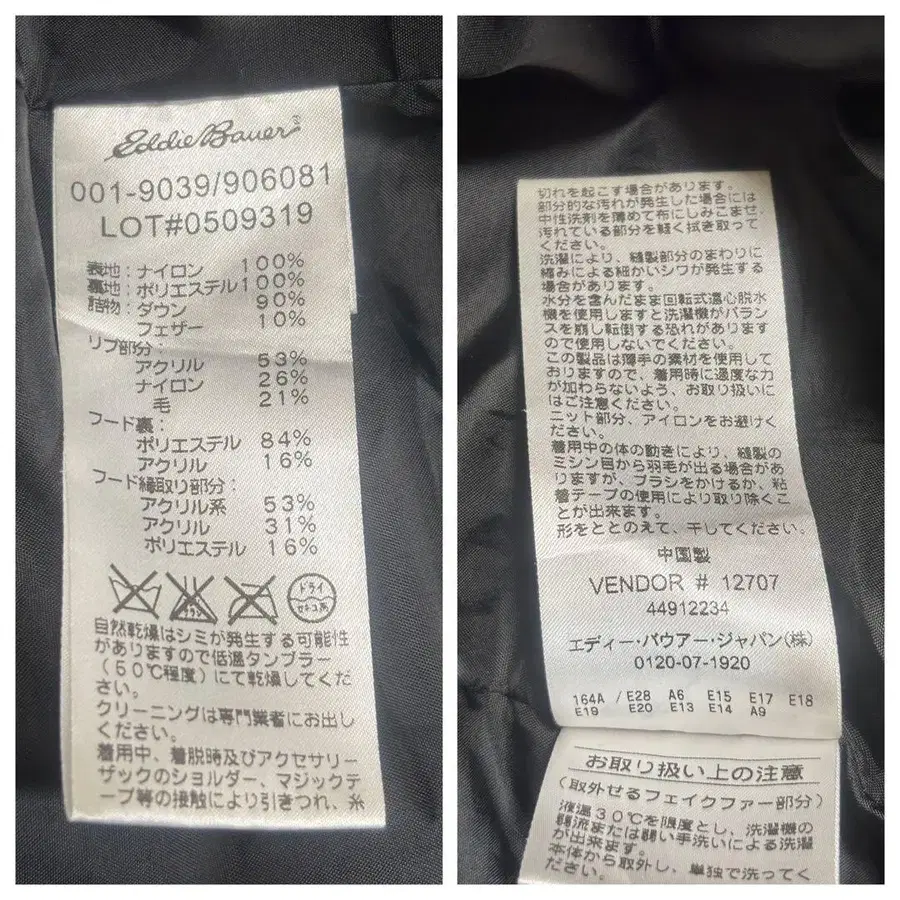 Eddie Bauer
001-9039/906081
LOT#0509319
表地:ナイロン 100%
裏地:ポリエステル100%
詰物:ダウン 90%
フェザー 10%
リブ部分:
アクリル 53%
ナイロン 26%
毛 21%
フード裏:
ポリエステル 84%
アクリル 16%
フード縁取り部分:
アクリル系 53%
アクリル 31%
ポリエステル 16%
ドライ
セキユ系
自然乾燥はシミが発生する可能性
がありますので低温タンブラー
(50℃程度)にて乾燥してくだ
さい。
クリーニングは専門業者にお出し
ください。
着用中、着脱時及びアクセサリー
ザックのショルダー、マジックテ
ープ等の接触により引きつれ、糸
切れを起こす場合があります。
部分的な汚れが発生した場合には
中性洗剤を薄めて布にしみこませ、
汚れている部分を軽く拭き取って
ください。
洗濯により、縫製部分のまわりに
縮みによる細かいシワが発生する
場合があります。
水分を含んだまま回転式遠心脱水
機を使用しますと洗濯機がバラン
スを崩し転倒する恐れがあります
ので使用しないでください。
この製品は薄手の素材を使用して
おりますので、着用時に過度な力
が加わらないよう、お取り扱いに
はご注意ください。
ニット部分、アイロンをお避けく
ださい。
着用中の体の動きにより、縫製の
ミシン目から羽毛が出る場合があ
りますが、ブラシをかけるか、粘
着テープの使用により取り除くこ
とが出来ます。
形をととのえて、干してください。
中国製
VENDOR # 12707
44912234
エディー・バウアー・ジャパン(株)
0120-07-1920
164A / E28 A6 E15 E17 E18
E19 E20 E13 E14 A9
お取り扱い上の注意
(取外せるフェイクファー部分)
液温30℃を限度とし、洗濯機の
弱流または弱い手洗いによる洗濯
が出来ます。
本体から取外し、単独で洗ってく
ださい。